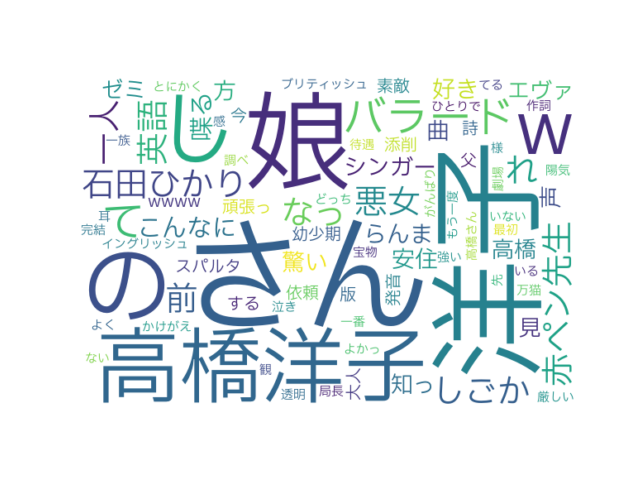 とにかく
ブリティッシュ
素敵
てる
ゼミ
方
好き
エヴァ
一人
喋る
感
今
娘
バラード
ひとりで
作詞
w
一族
英語
し
曲
詩
調べ
待遇
添削
様
劇場
石田ひかり
シンガー
父
れ
陽気
wwww
耳
て
こんなに
頑張っ
なっ
どっち
悪女
がんばり
もう一度
声
いない
完結
幼少期
らんま
最初
イングリッシュ
の
さん
洋子
高橋
高橋さん
赤ペン先生
スパルタ
驚い
宝物
安住
強い
いる
前
する
依頼
版
発音
先
万猫
泣き
見
よく
かけがえ
高橋洋子
一番
ない
観
よかっ
知っ
しごか
透明
局長
大人
厳しい